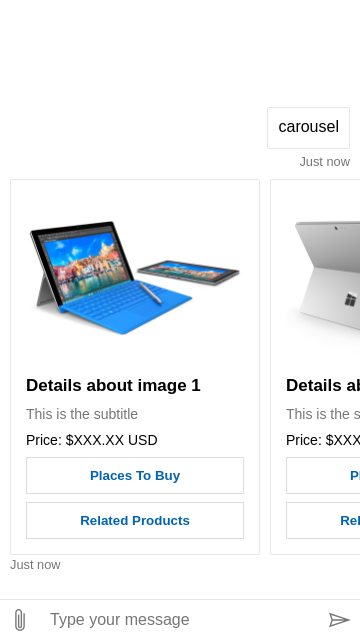 carousel
Just now
Details about image 1
This is the subtitle
Price: $XXX.XX USD
Places To Buy
Related Products
Details ab
This is the s
Price: $XXX
Pl
Rel
Just now
Type your message